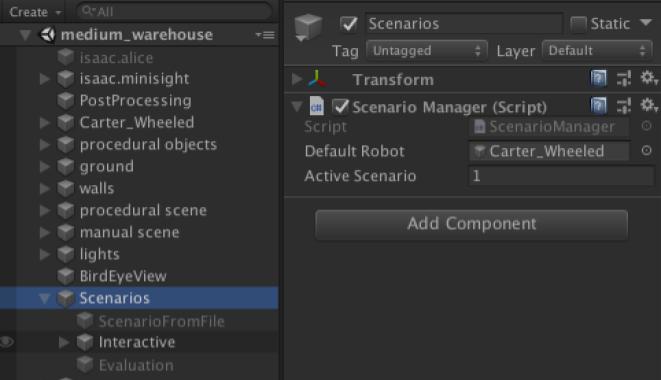 Create
All
medium_warehouse
isaac.alice
isaac.minisight
PostProcessing
Carter_Wheeled
procedural objects
ground
walls
procedural scene
manual scene
lights
BirdEyeView
Scenarios
ScenarioFromFile
Interactive
Evaluation
Scenarios Static
Tag Untagged Layer Default
Transform
C# Scenario Manager (Script)
Script ScenarioManager
Default Robot Carter_Wheeled
Active Scenario 1
Add Component